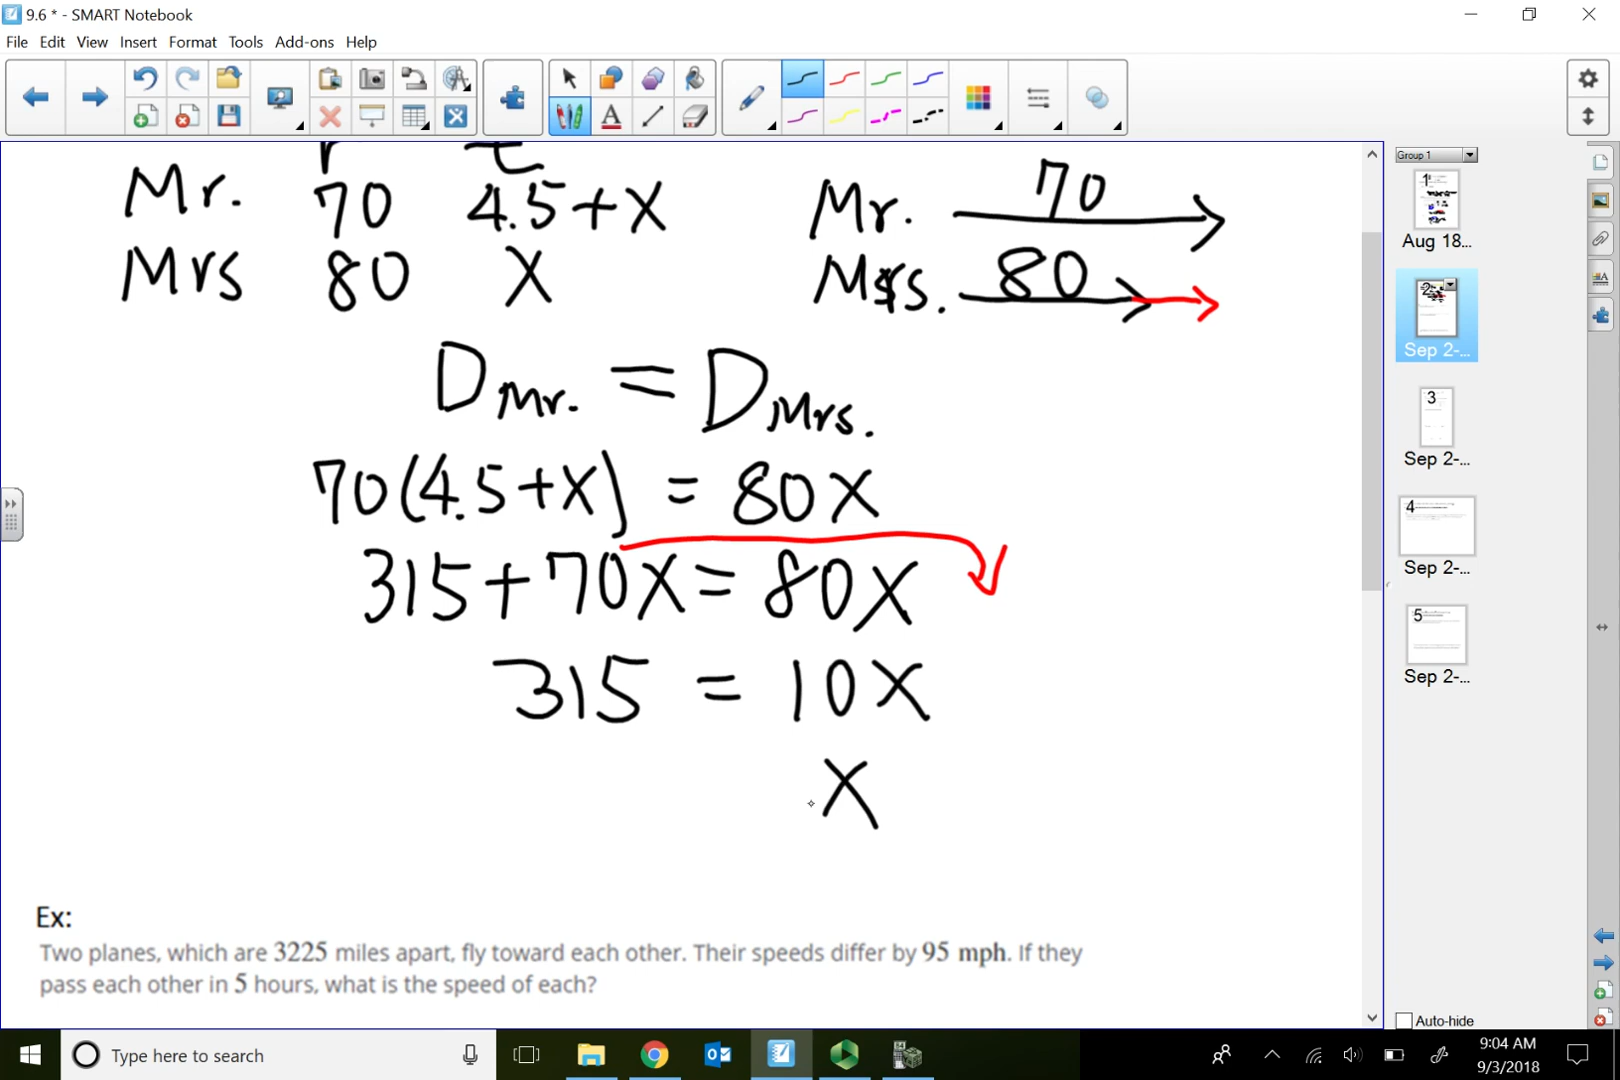 9.6 * - SMART Notebook
File Edit View Insert Format Tools Add-ons Help
r t
Mr. 70 4.5+X
Mrs 80 X
Mr. 70
Mrs. 80
D Mr. = D Mrs.
70(4.5+X) = 80X
315+70X=80X
315 = 10X
X
Ex:
Two planes, which are 3225 miles apart, fly toward each other. Their speeds differ by 95 mph. If they
pass each other in 5 hours, what is the speed of each?
Group 1
1
Aug 18...
2
Sep 2-...
3
Sep 2-...
4
Sep 2-...
5
Sep 2-...
Auto-hide
Type here to search
9:04 AM
9/3/2018